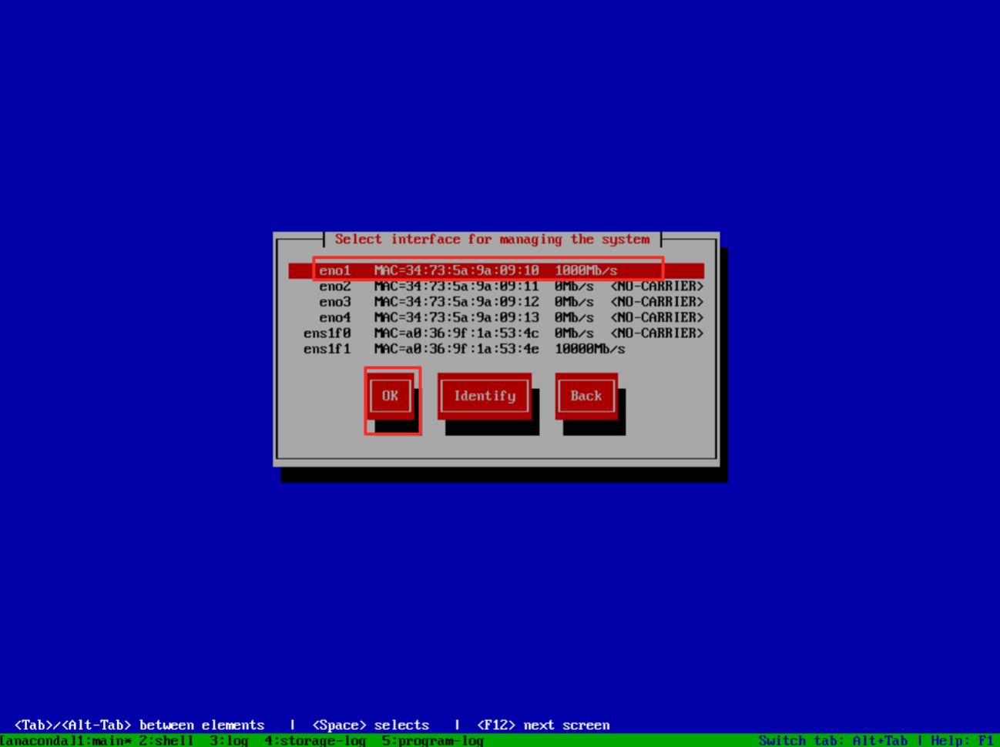 Select interface for managing the system
eno1 MAC=34:73:5a:9a:09:10 1000Mb/s
eno2 MAC=34:73:5a:9a:09:11 0Mb/s <NO-CARRIER>
eno3 MAC=34:73:5a:9a:09:12 0Mb/s <NO-CARRIER>
eno4 MAC=34:73:5a:9a:09:13 0Mb/s <NO-CARRIER>
ens1f0 MAC=a0:36:9f:1a:53:4c 0Mb/s <NO-CARRIER>
ens1f1 MAC=a0:36:9f:1a:53:4e 10000Mb/s
OK Identify Back
<Tab>/<Alt-Tab> between elements | <Space> selects | <F12> next screen
[anaconda]1:main* 2:shell 3:log 4:storage-log 5:program-log Switch tab: Alt+Tab | Help: F1